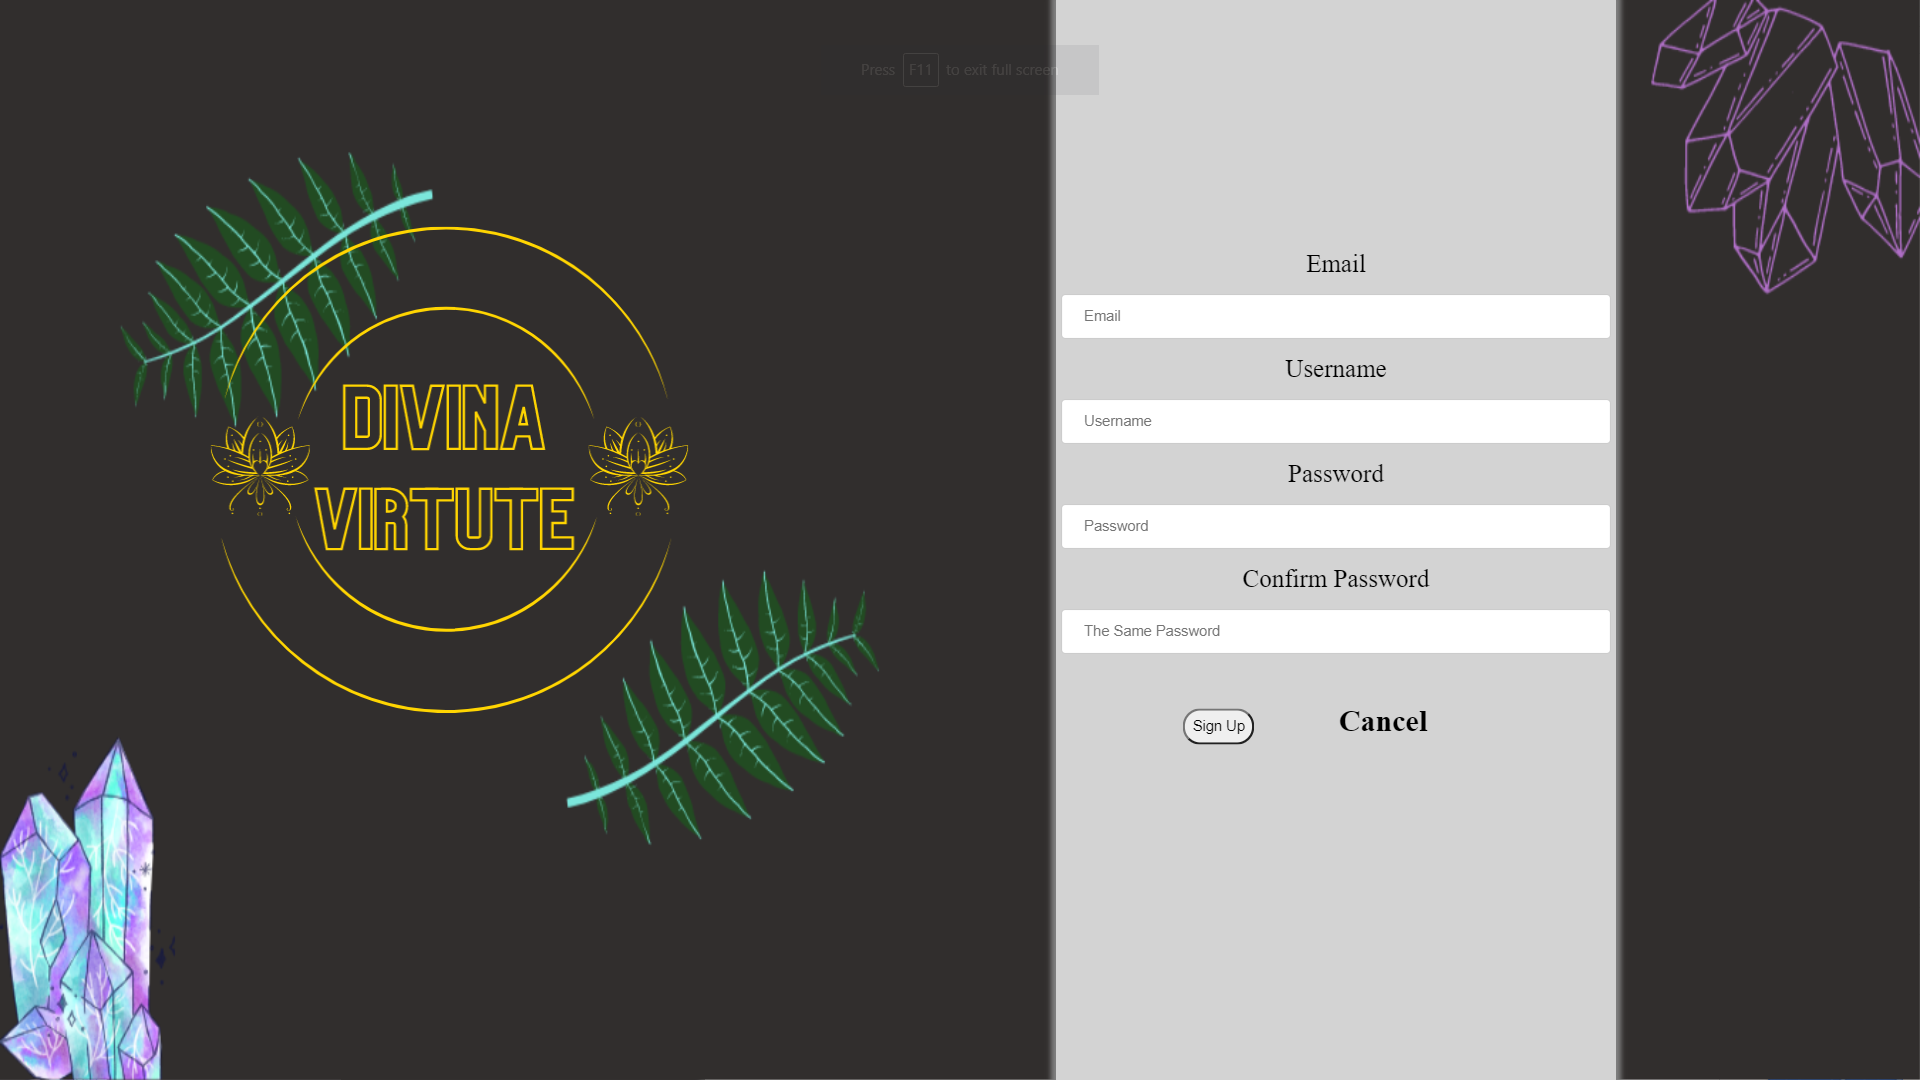 Press F11 to exit full screen
DIVINA
VIRTUTE
Email
Email
Username
Username
Password
Password
Confirm Password
The Same Password
Sign Up
Cancel